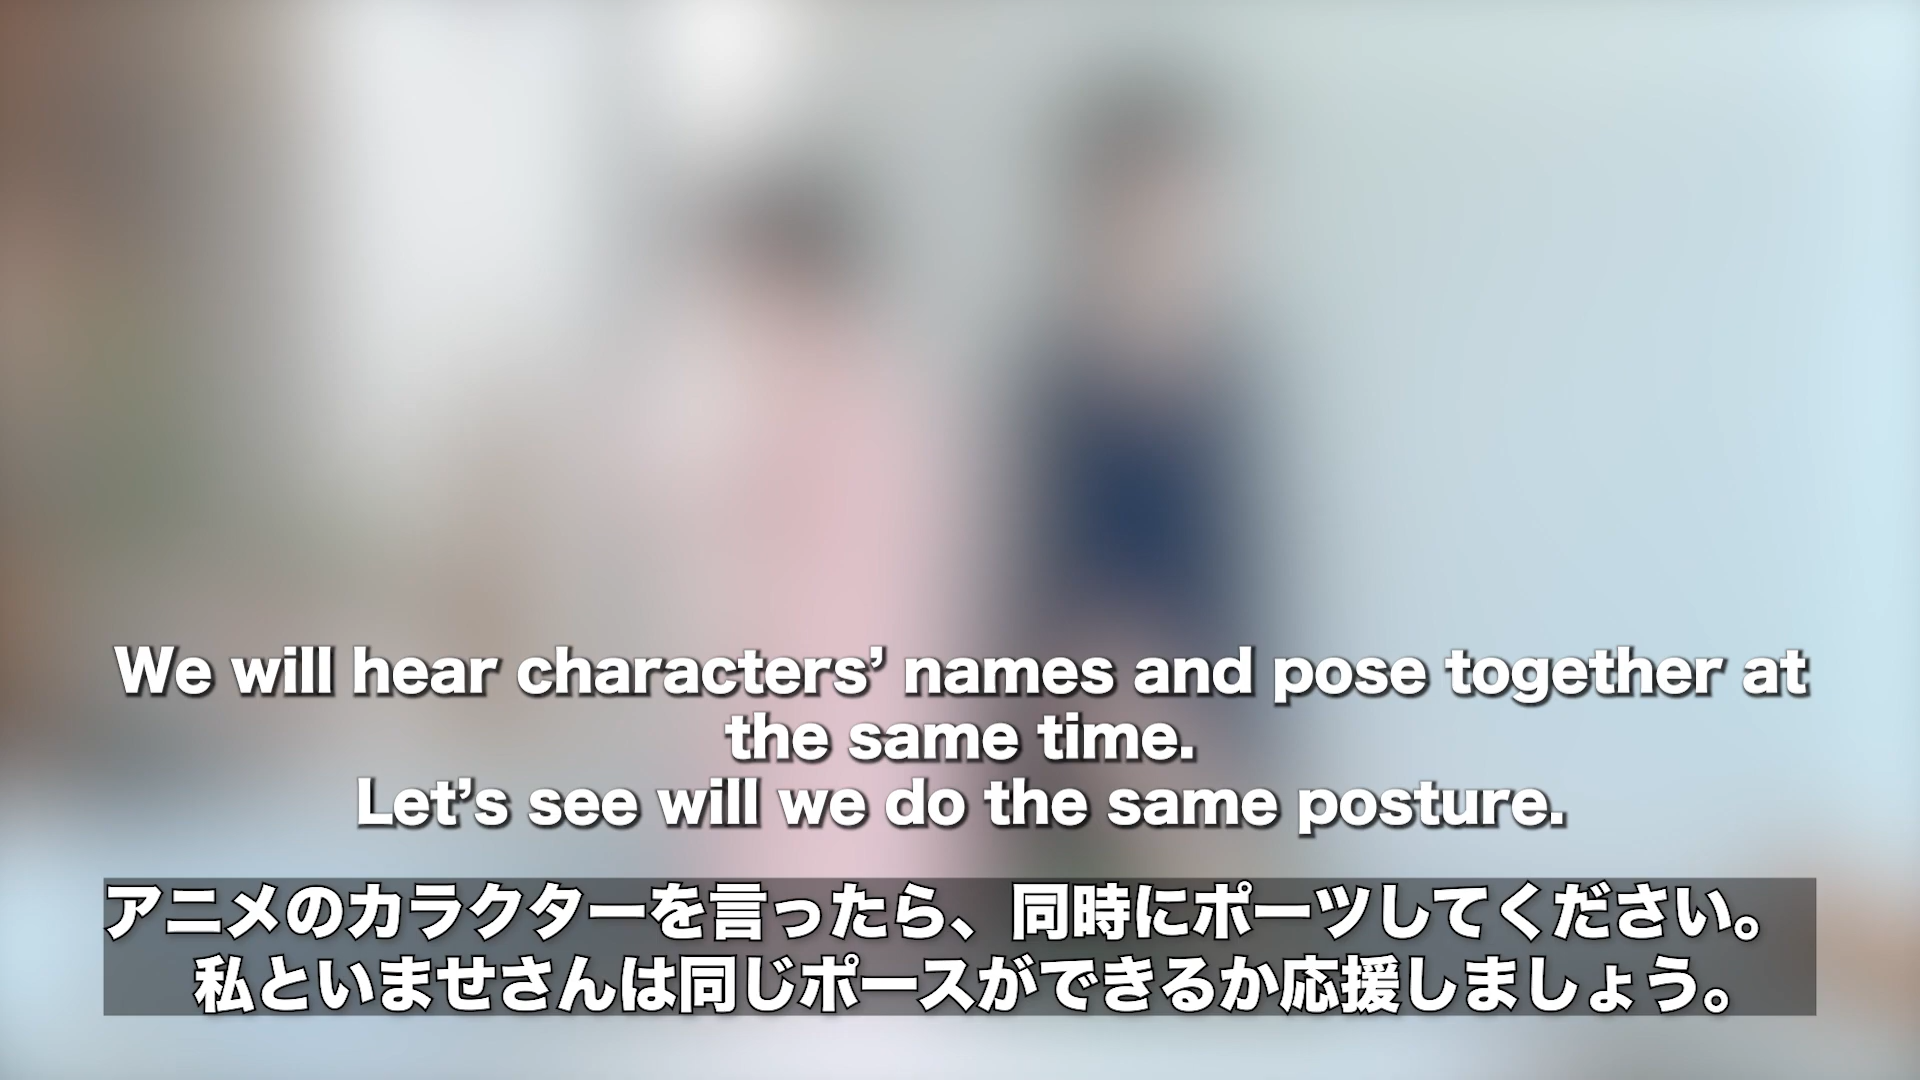 We will hear characters’ names and pose together at
the same time.
Let’s see will we do the same posture.
アニメのカラクターを言ったら、同時にポーツしてください。
私といませさんは同じポースができるか応援しましょう。